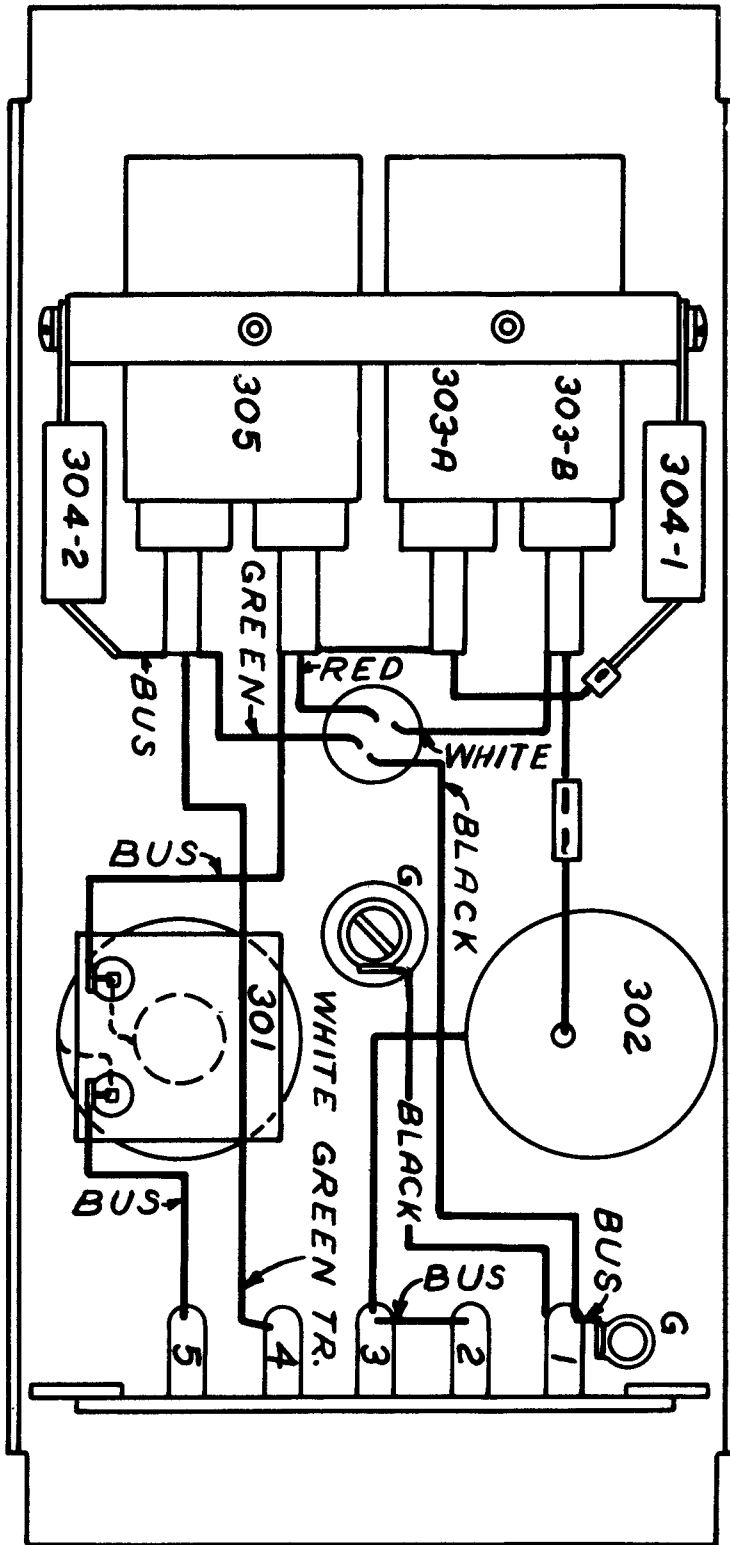 305
303-A
303-B
304-2
304-1
GREEN
RED
BUS
WHITE
BUS
BLACK
G
302
301
WHITE GREEN TR.
BLACK
BUS
BUS
BUS
G
5
4
3
2
1